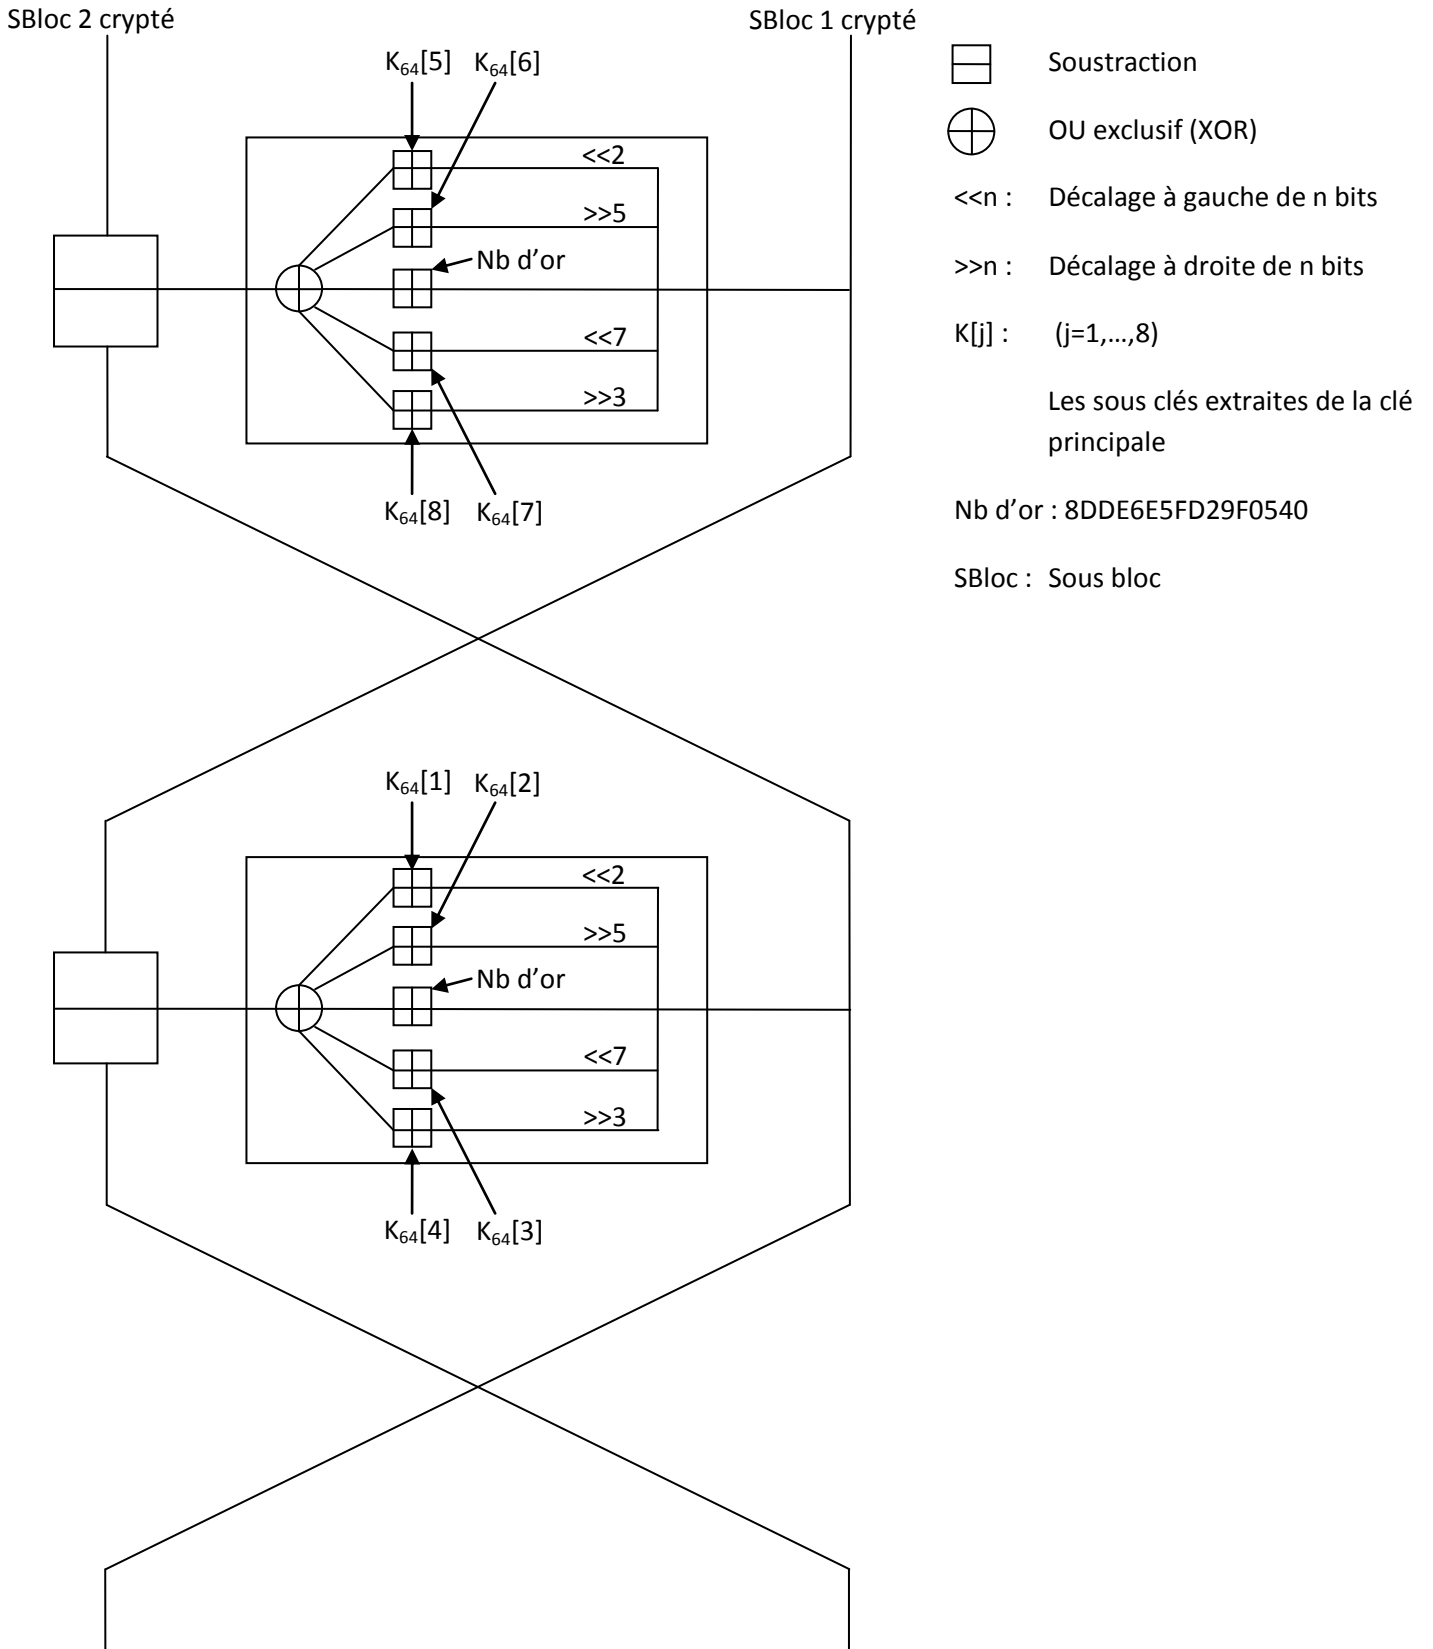 SBloc 2 crypté
SBloc 1 crypté
K64[5] K64[6]
<<2
>>5
Nb d’or
<<7
>>3
K64[8] K64[7]
Soustraction
OU exclusif (XOR)
<<n : Décalage à gauche de n bits
>>n : Décalage à droite de n bits
K[j] : (j=1,…,8)
Les sous clés extraites de la clé
principale
Nb d’or : 8DDE6E5FD29F0540
SBloc : Sous bloc
K64[1] K64[2]
<<2
>>5
Nb d’or
<<7
>>3
K64[4] K64[3]